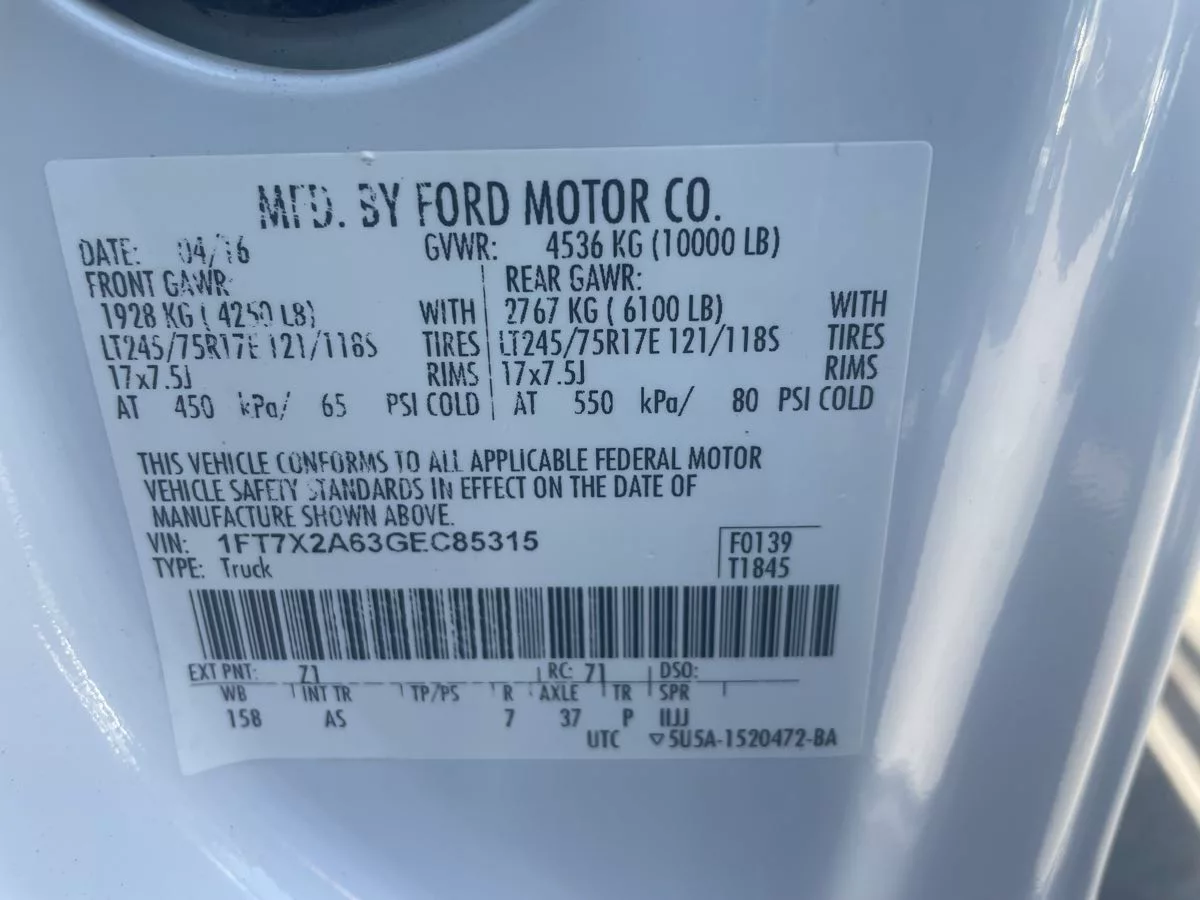 MFD. BY FORD MOTOR CO.
DATE: 04/16 GVWR: 4536 KG (10000 LB)
FRONT GAWR: REAR GAWR:
1928 KG ( 4250 LB) WITH 2767 KG ( 6100 LB) WITH
LT245/75R17E 121/118S TIRES LT245/75R17E 121/118S TIRES
17x7.5J RIMS 17x7.5J RIMS
AT 450 kPa/ 65 PSI COLD AT 550 kPa/ 80 PSI COLD
THIS VEHICLE CONFORMS TO ALL APPLICABLE FEDERAL MOTOR
VEHICLE SAFETY STANDARDS IN EFFECT ON THE DATE OF
MANUFACTURE SHOWN ABOVE.
VIN: 1FT7X2A63GEC85315 F0139
TYPE: Truck T1845
EXT PNT: Z1 RC: 71 DSO:
WB INT TR TP/PS R AXLE TR SPR
158 AS 7 37 P IIJJ
UTC ▽5U5A-1520472-BA